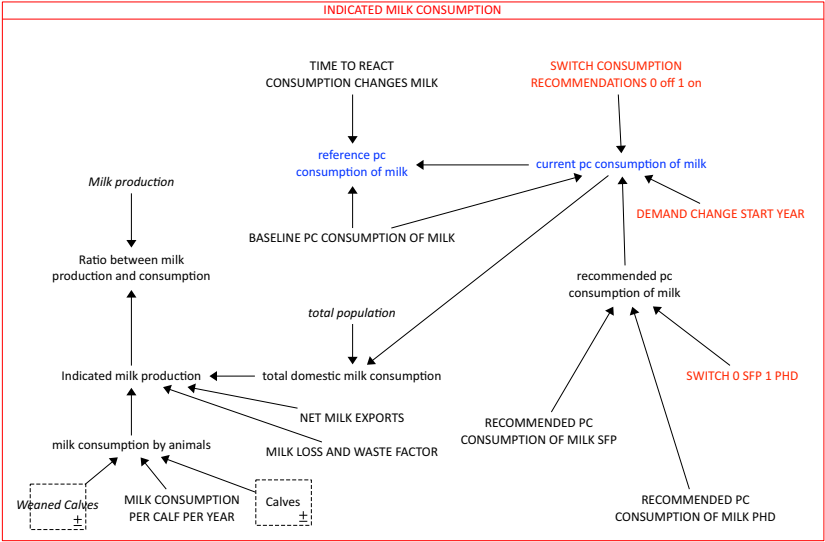 INDICATED MILK CONSUMPTION
TIME TO REACT
CONSUMPTION CHANGES MILK
SWITCH CONSUMPTION
RECOMMENDATIONS 0 off 1 on
reference pc
consumption of milk
current pc consumption of milk
Milk production
DEMAND CHANGE START YEAR
BASELINE PC CONSUMPTION OF MILK
Ratio between milk
production and consumption
recommended pc
consumption of milk
total population
Indicated milk production
total domestic milk consumption
SWITCH 0 SFP 1 PHD
NET MILK EXPORTS
RECOMMENDED PC
CONSUMPTION OF MILK SFP
milk consumption by animals
MILK LOSS AND WASTE FACTOR
Weaned Calves
±
MILK CONSUMPTION
PER CALF PER YEAR
Calves
±
RECOMMENDED PC
CONSUMPTION OF MILK PHD